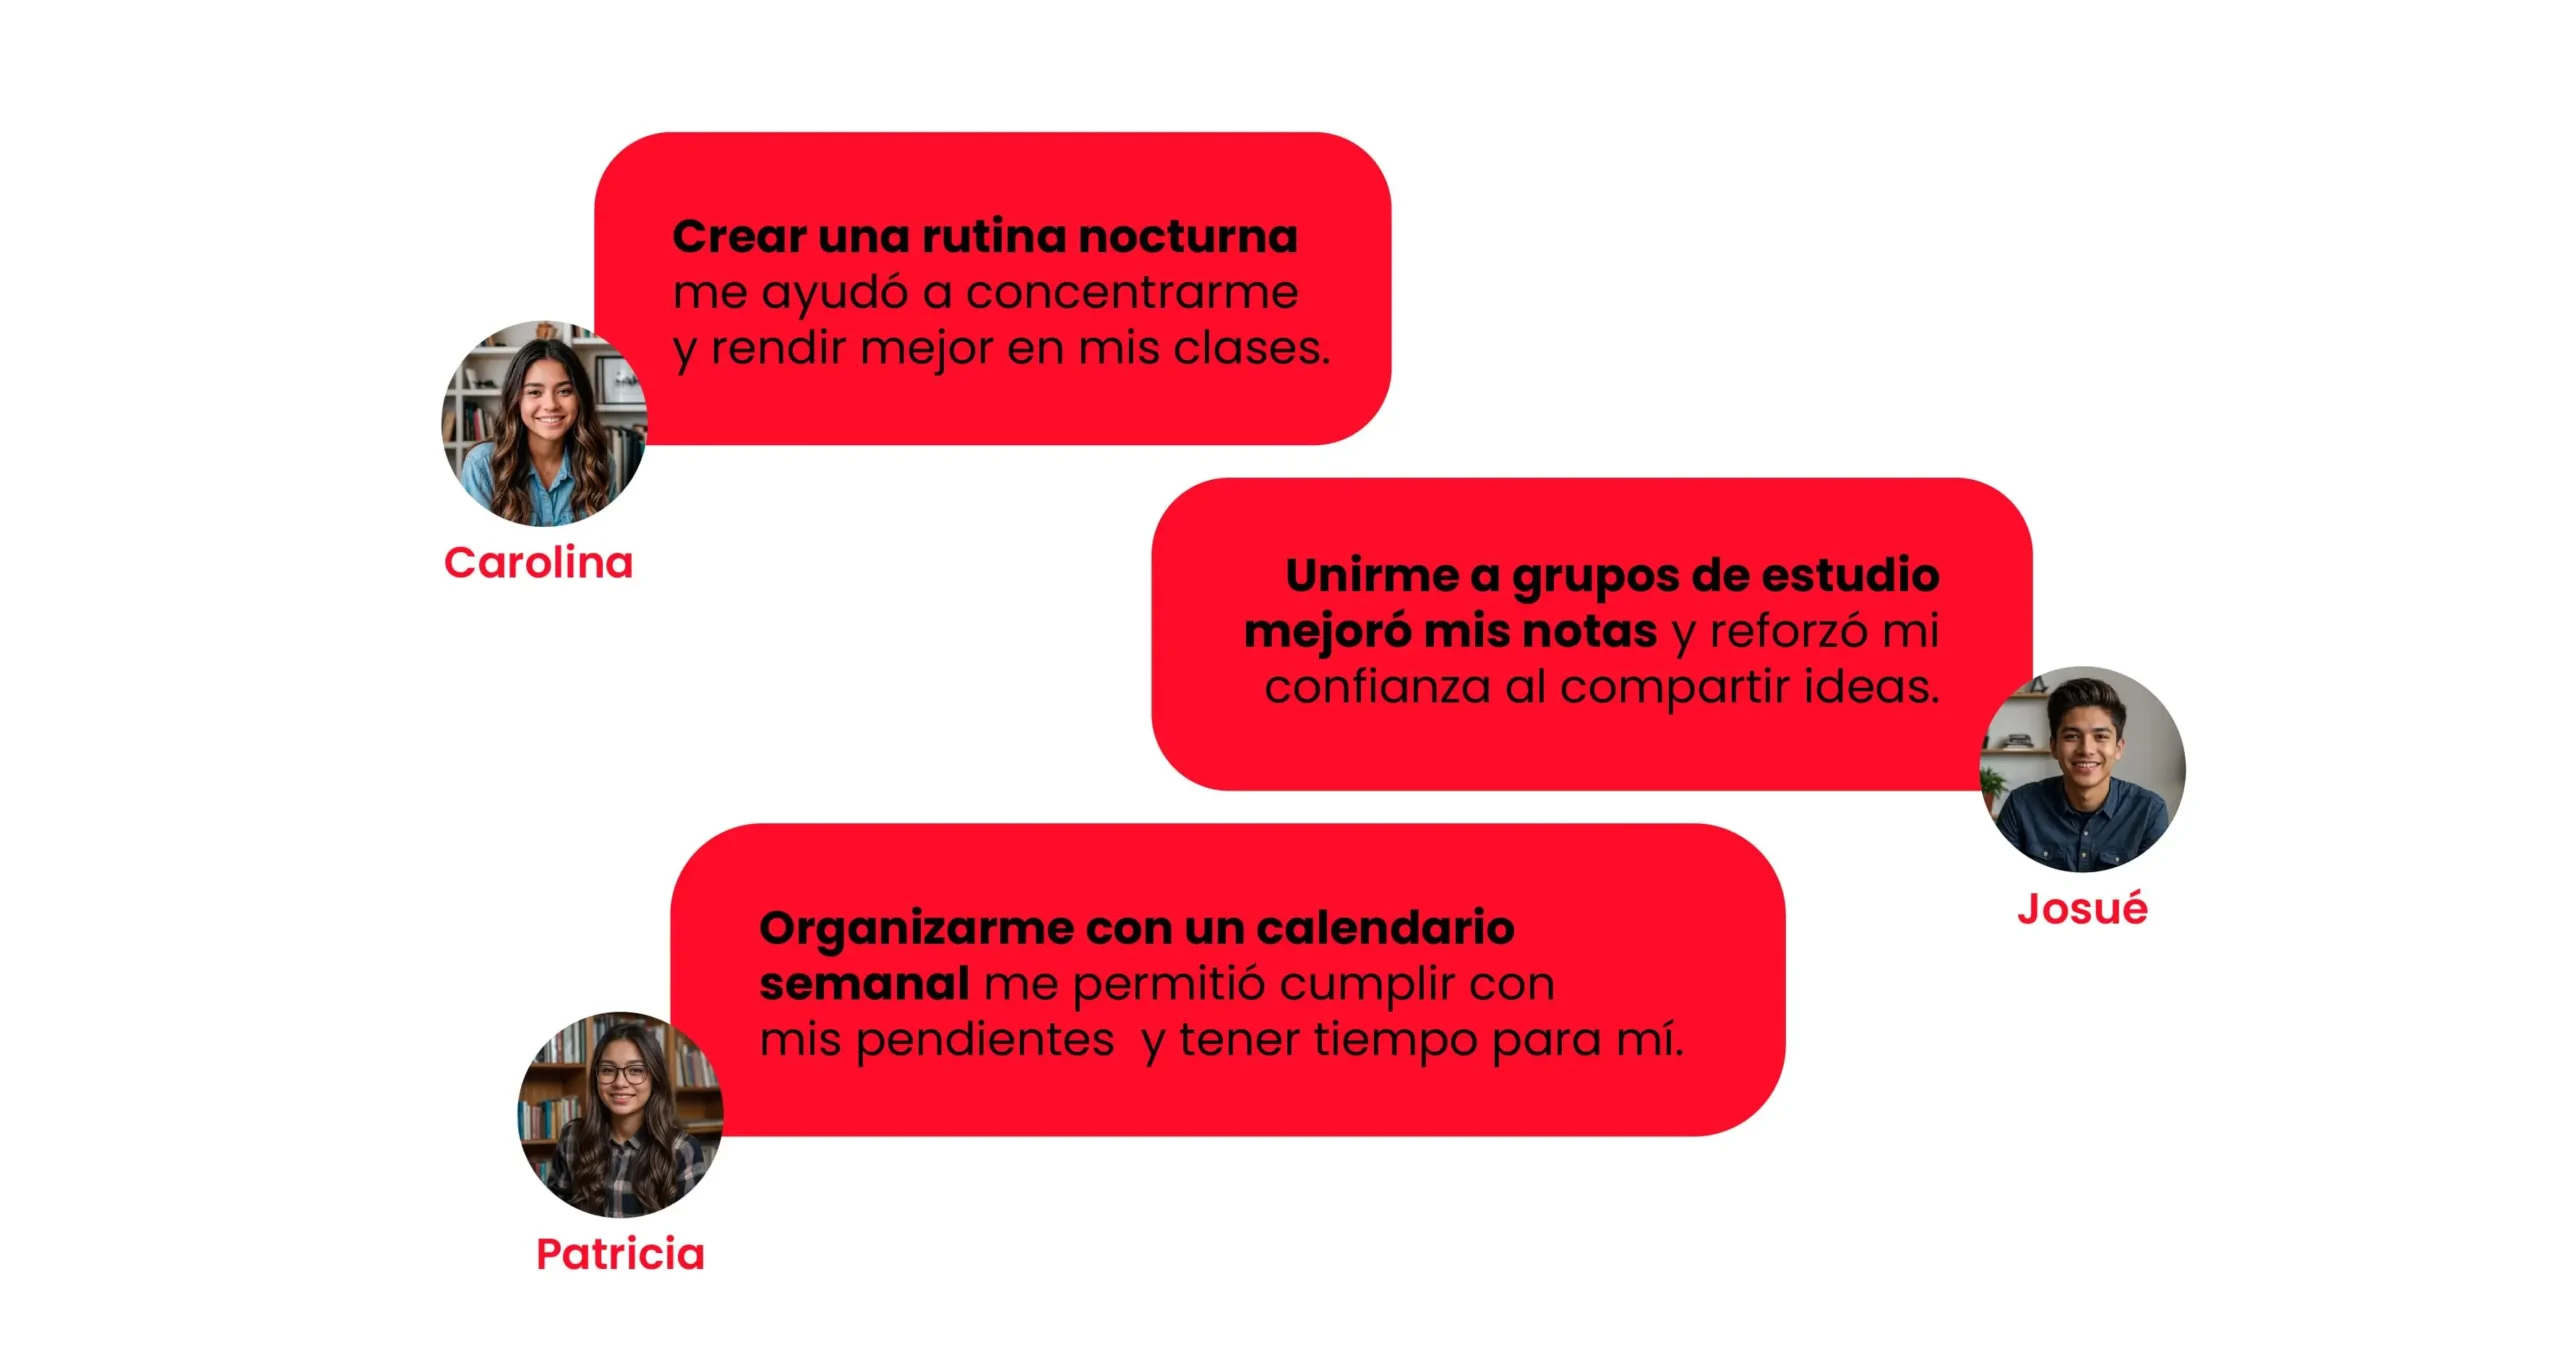 Crear una rutina nocturna
me ayudó a concentrarme
y rendir mejor en mis clases.
Carolina
Unirme a grupos de estudio
mejoró mis notas y reforzó mi
confianza al compartir ideas.
Josué
Organizarme con un calendario
semanal me permitió cumplir con
mis pendientes  y tener tiempo para mí.
Patricia